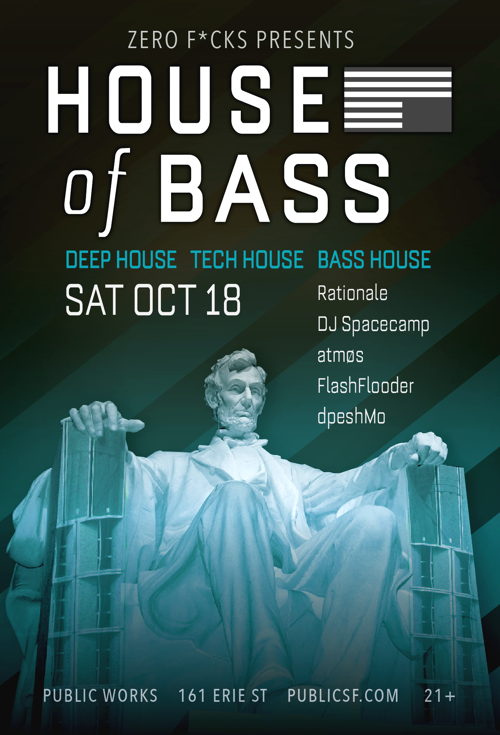 ZERO F*CKS PRESENTS
HOUSE
of BASS
DEEP HOUSE TECH HOUSE BASS HOUSE
SAT OCT 18
Rationale
DJ Spacecamp
atmøs
FlashFlooder
dpeshMo
PUBLIC WORKS 161 ERIE ST PUBLICSF.COM 21+